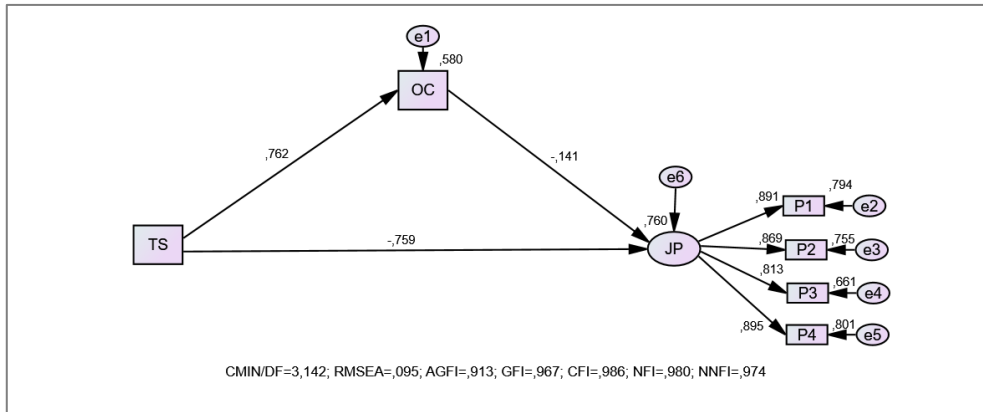 e1
,580
OC
,762
-,141
e6
,891
P1
,794
e2
,760
TS
-,759
JP
,869
P2
,755
e3
,813
P3
,661
e4
,895
P4
,801
e5
CMIN/DF=3,142; RMSEA=,095; AGFI=,913; GFI=,967; CFI=,986; NFI=,980; NNFI=,974